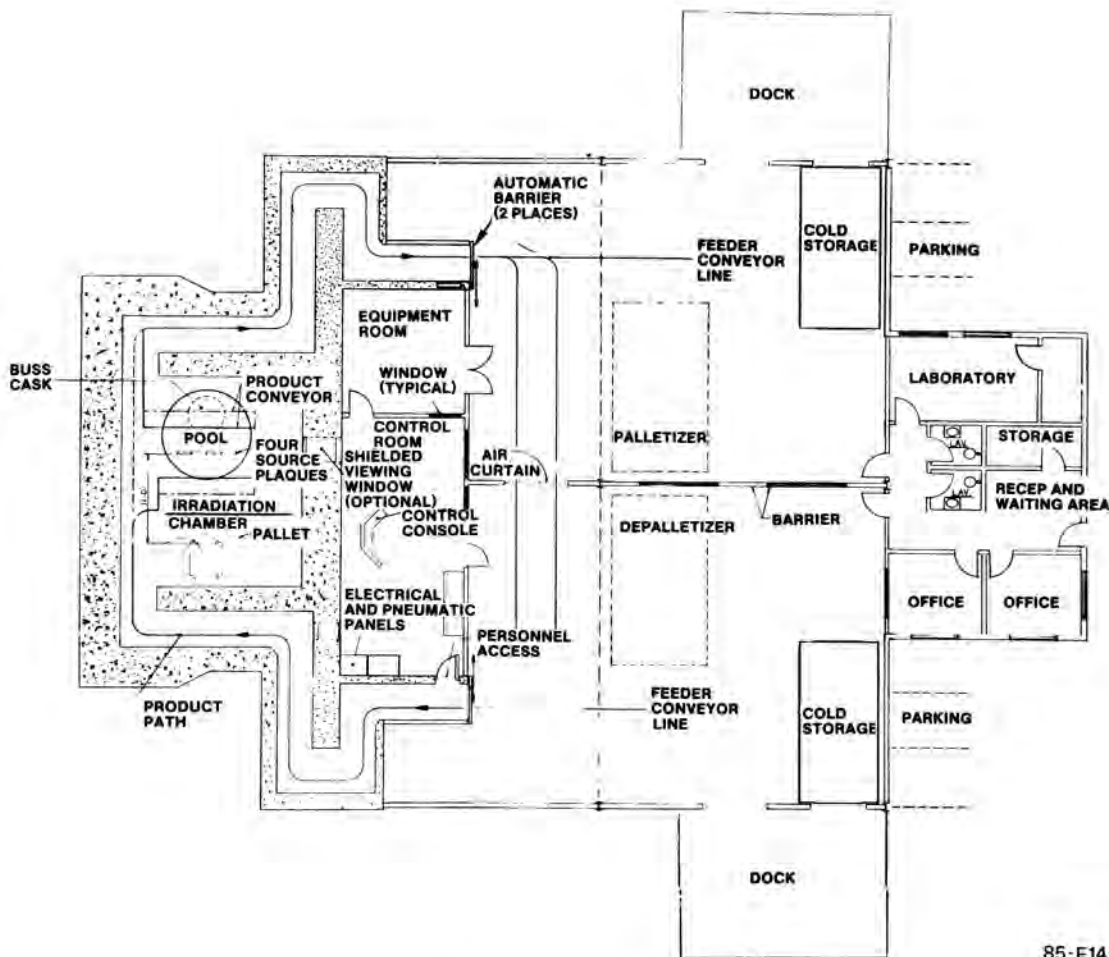 DOCK
AUTOMATIC
BARRIER
(2 PLACES)
FEEDER
CONVEYOR
LINE
COLD
STORAGE
PARKING
EQUIPMENT
ROOM
BUSS
CASK
PRODUCT
CONVEYOR
WINDOW
(TYPICAL)
LABORATORY
POOL
FOUR
SOURCE
PLAQUES
CONTROL
ROOM
SHIELDED
VIEWING
WINDOW
(OPTIONAL)
AIR
CURTAIN
PALLETIZER
LAV.
STORAGE
IRRADIATION
CHAMBER
PALLET
CONTROL
CONSOLE
DEPALLETIZER
BARRIER
LAV.
RECEP AND
WAITING AREA
ELECTRICAL
AND PNEUMATIC
PANELS
PERSONNEL
ACCESS
OFFICE
OFFICE
PRODUCT
PATH
FEEDER
CONVEYOR
LINE
COLD
STORAGE
PARKING
DOCK
85-F14